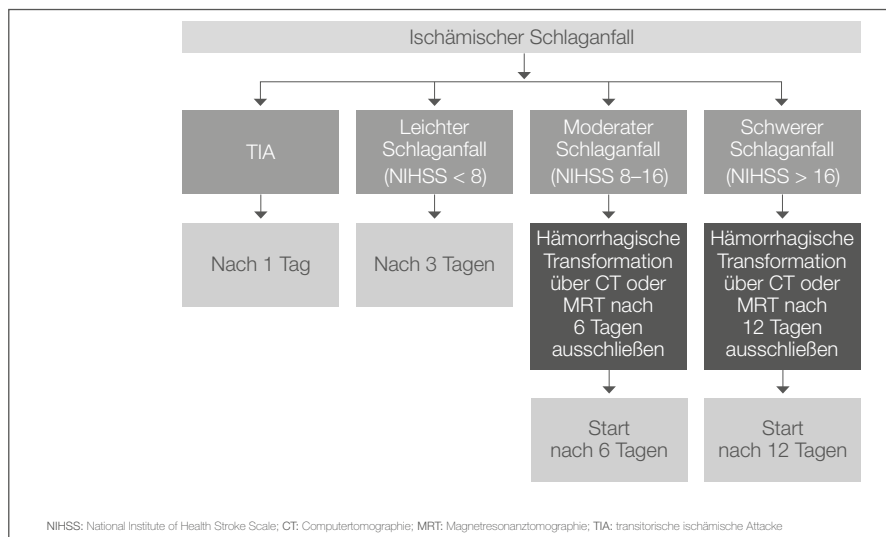 Ischämischer Schlaganfall
TIA
Leichter
Schlaganfall
(NIHSS < 8)
Moderater
Schlaganfall
(NIHSS 8–16)
Schwerer
Schlaganfall
(NIHSS > 16)
Nach 1 Tag
Nach 3 Tagen
Hämorrhagische
Transformation
über CT oder
MRT nach
6 Tagen
ausschließen
Hämorrhagische
Transformation
über CT oder
MRT nach
12 Tagen
ausschließen
Start
nach 6 Tagen
Start
nach 12 Tagen
NIHSS: National Institute of Health Stroke Scale; CT: Computertomographie; MRT: Magnetresonanztomographie; TIA: transitorische ischämische Attacke